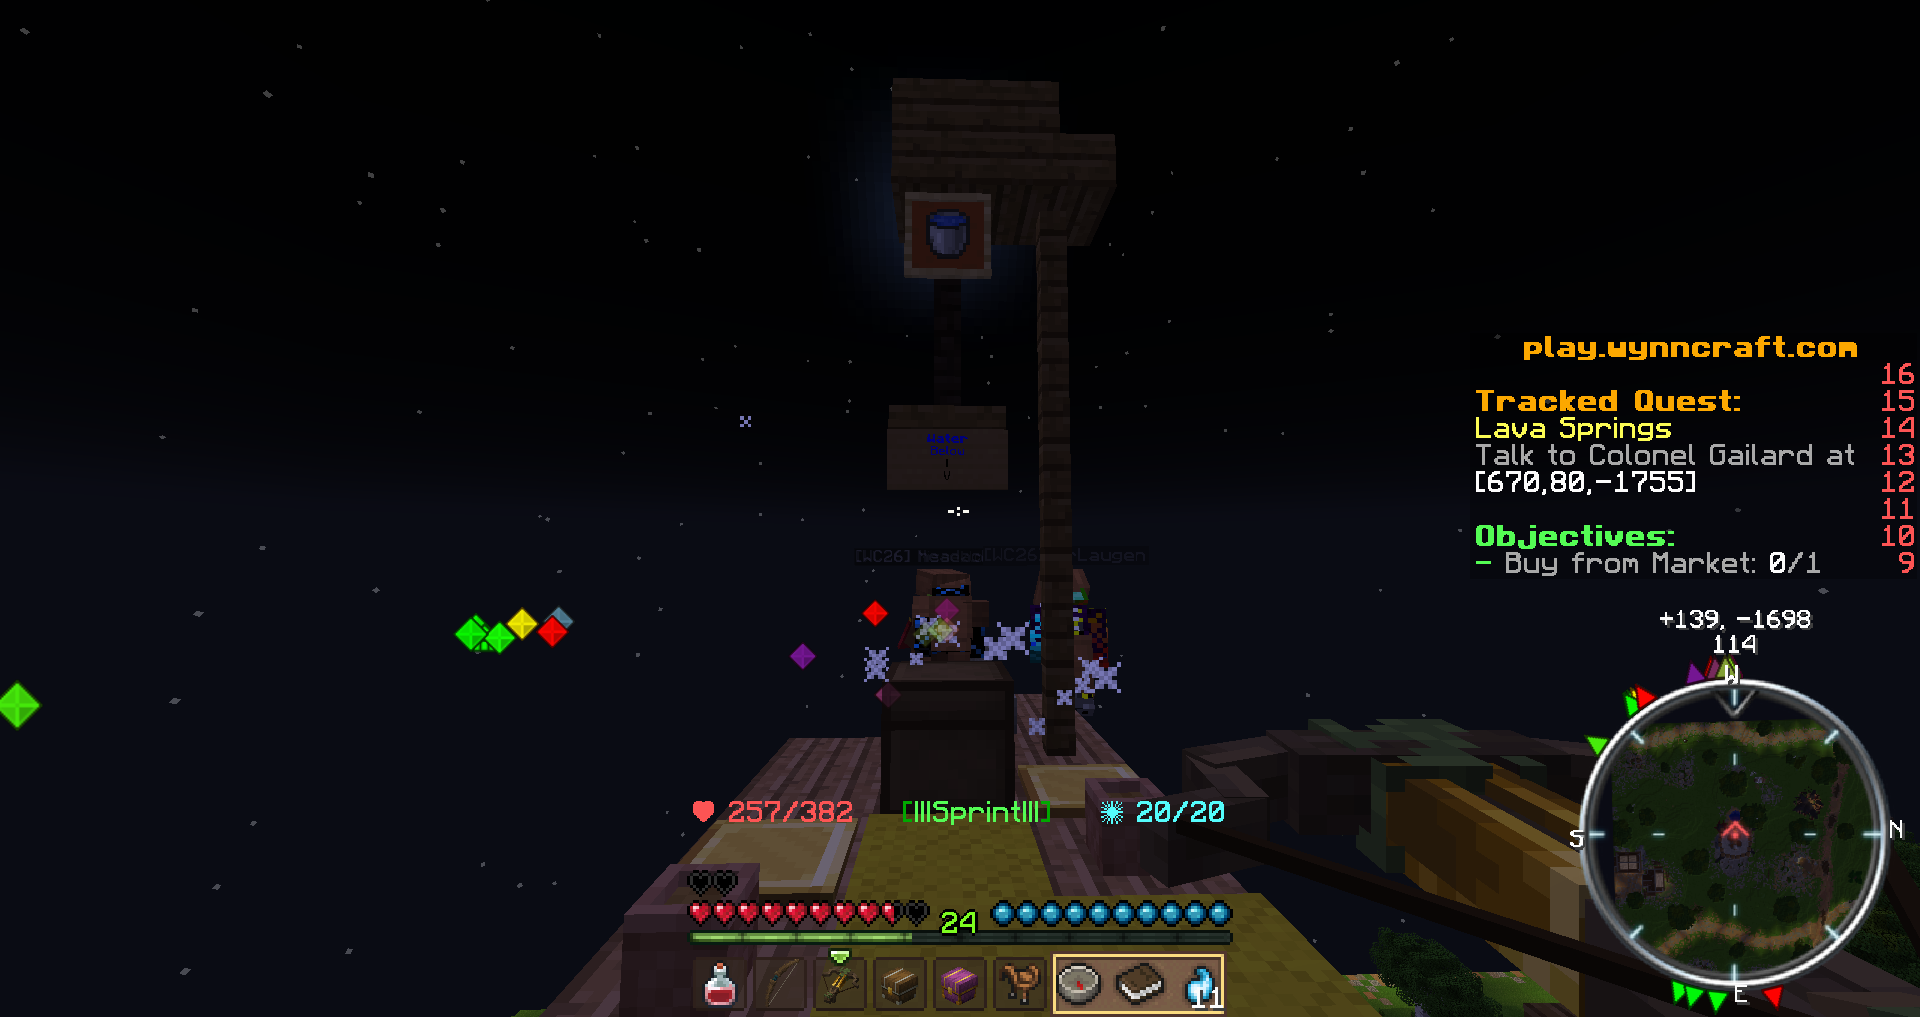 Water
Below
|
V
play.wynncraft.com
16
Tracked Quest: 15
Lava Springs 14
Talk to Colonel Gailard at 13
[670,80,-1755] 12
11
Objectives: 10
- Buy from Market: 0/1 9
+139, -1698
114
W
S
N
E
257/382 [|||Sprint|||] 20/20
24
11